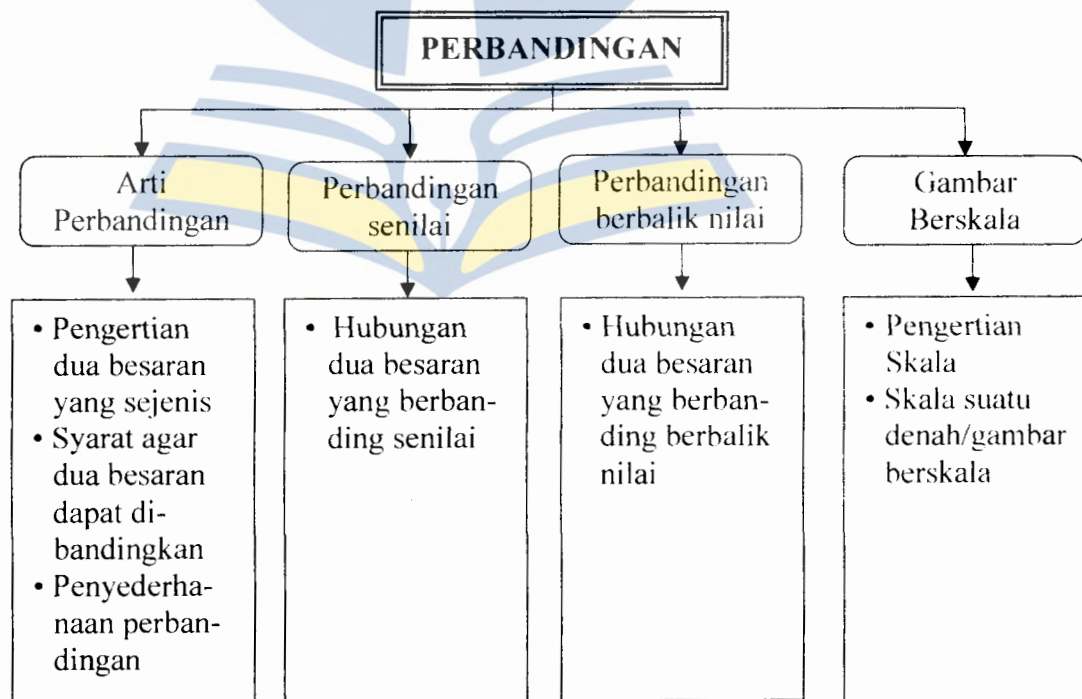 PERBANDINGAN
Arti
Perbandingan
Perbandingan
senilai
Perbandingan
berbalik nilai
Gambar
Berskala
• Pengertian
dua besaran
yang sejenis
• Syarat agar
dua besaran
dapat di-
bandingkan
• Penyederha-
naan perban-
dingan
• Hubungan
dua besaran
yang berban-
ding senilai
• Hubungan
dua besaran
yang berban-
ding berbalik
nilai
• Pengertian
Skala
• Skala suatu
denah/gambar
berskala